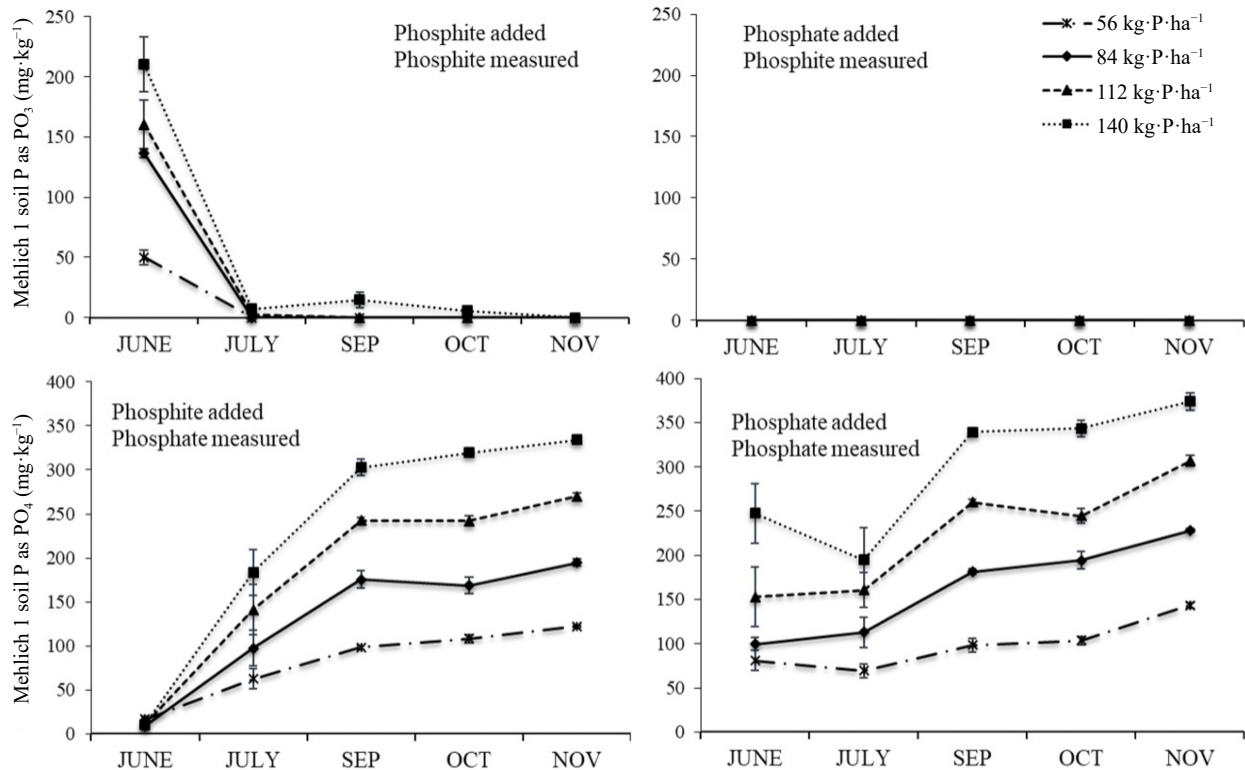 Mehlich 1 soil P as PO₃ (mg·kg⁻¹)
250
200
150
100
50
0
Phosphite added
Phosphite measured
JUNE JULY SEP OCT NOV
250
200
150
100
50
0
Phosphate added
Phosphite measured
56 kg·P·ha⁻¹
84 kg·P·ha⁻¹
112 kg·P·ha⁻¹
140 kg·P·ha⁻¹
JUNE JULY SEP OCT NOV
Mehlich 1 soil P as PO₄ (mg·kg⁻¹)
400
350
300
250
200
150
100
50
0
Phosphite added
Phosphate measured
JUNE JULY SEP OCT NOV
400
350
300
250
200
150
100
50
0
Phosphate added
Phosphate measured
JUNE JULY SEP OCT NOV